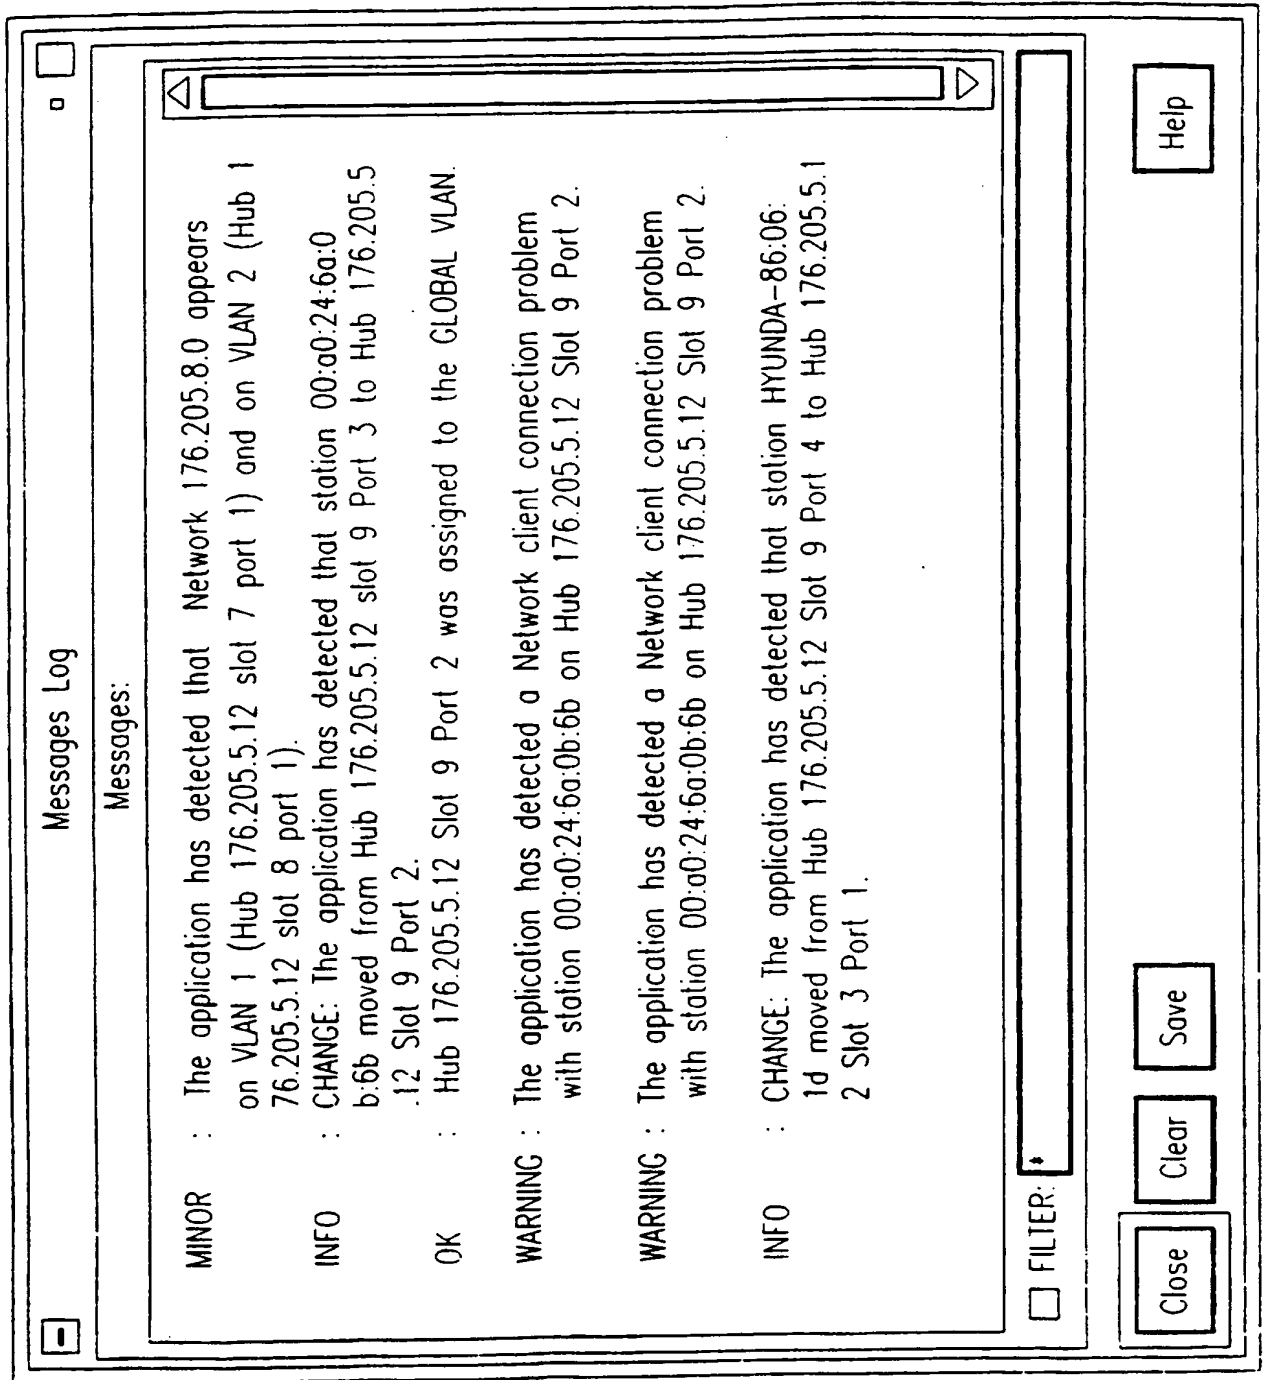 Messages Log
Messages:
MINOR : The application has detected that Network 176.205.8.0 appears
on VLAN 1 (Hub 176.205.5.12 slot 7 port 1) and on VLAN 2 (Hub 1
76.205.5.12 slot 8 port 1).
INFO : CHANGE: The application has detected that station 00:a0:24:6a:0
b:6b moved from Hub 176.205.5.12 slot 9 Port 3 to Hub 176.205.5
.12 Slot 9 Port 2.
OK : Hub 176.205.5.12 Slot 9 Port 2 was assigned to the GLOBAL VLAN.
WARNING : The application has detected a Network client connection problem
with station 00:a0:24:6a:0b:6b on Hub 176.205.5.12 Slot 9 Port 2.
WARNING : The application has detected a Network client connection problem
with station 00:a0:24:6a:0b:6b on Hub 176.205.5.12 Slot 9 Port 2.
INFO : CHANGE: The application has detected that station HYUNDA-86:06:
1d moved from Hub 176.205.5.12 Slot 9 Port 4 to Hub 176.205.5.1
2 Slot 3 Port 1.
FILTER: *
Close Clear Save Help